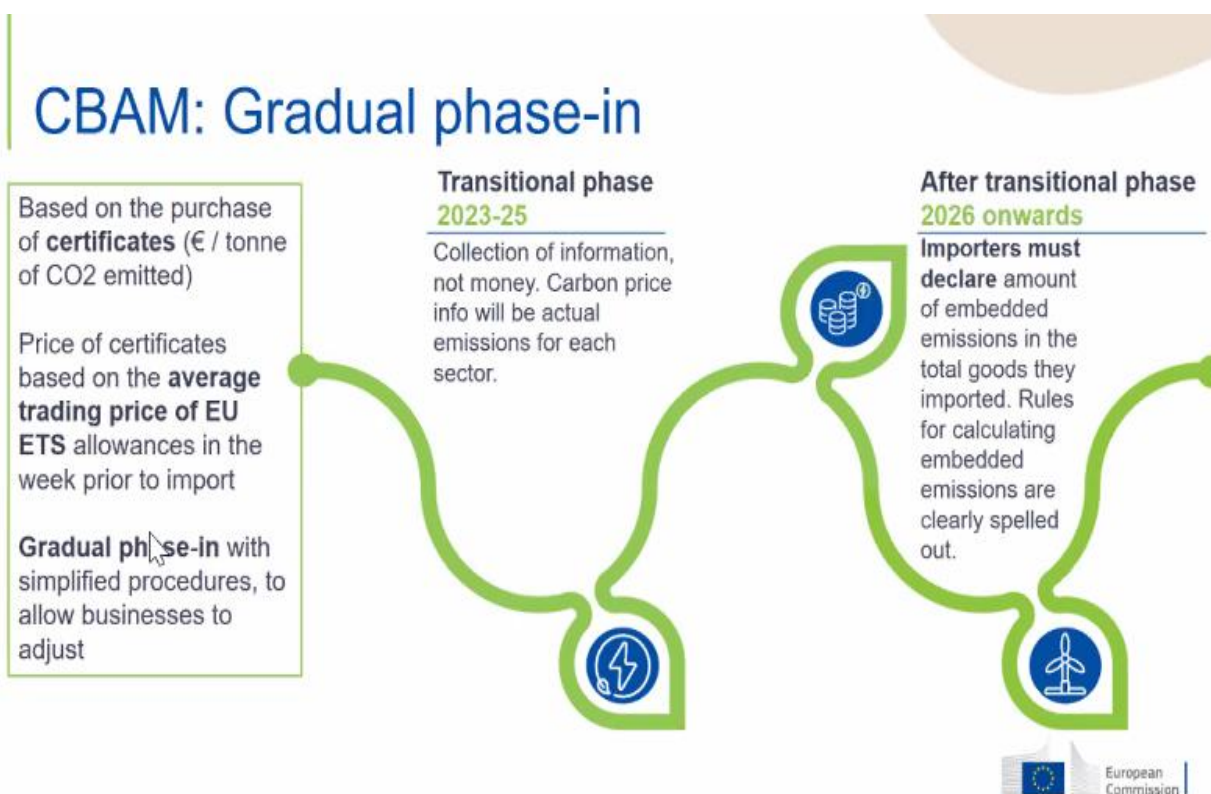 CBAM: Gradual phase-in
Based on the purchase
of certificates (€ / tonne
of CO2 emitted)
Price of certificates
based on the average
trading price of EU
ETS allowances in the
week prior to import
Gradual phase-in with
simplified procedures, to
allow businesses to
adjust
Transitional phase
2023-25
Collection of information,
not money. Carbon price
info will be actual
emissions for each
sector.
After transitional phase
2026 onwards
Importers must
declare amount
of embedded
emissions in the
total goods they
imported. Rules
for calculating
embedded
emissions are
clearly spelled
out.
European
Commission